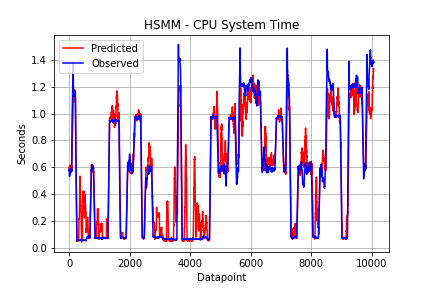 HSMM - CPU System Time
Predicted
Observed
1.4
1.2
1.0
0.8
0.6
0.4
0.2
0.0
Seconds
0 2000 4000 6000 8000 10000
Datapoint